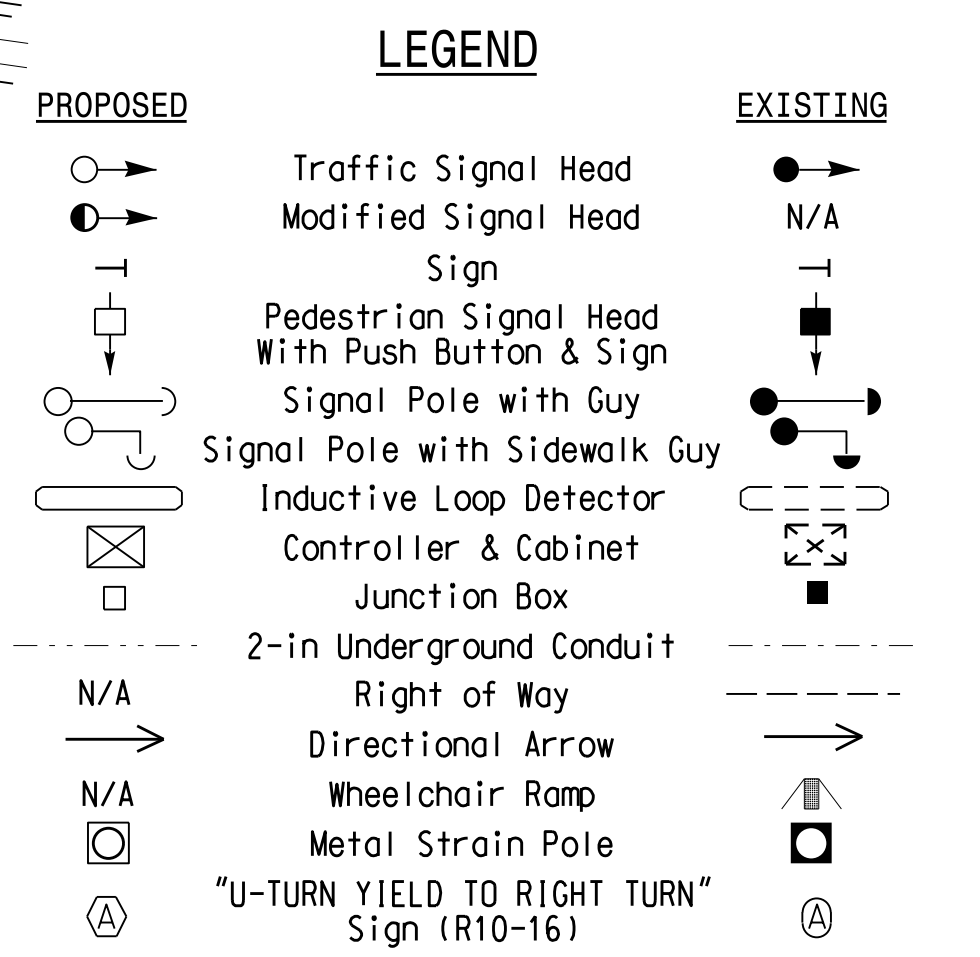 LEGEND
PROPOSED EXISTING
Traffic Signal Head
Modified Signal Head N/A
Sign
Pedestrian Signal Head
With Push Button & Sign
Signal Pole with Guy
Signal Pole with Sidewalk Guy
Inductive Loop Detector
Controller & Cabinet
Junction Box
2-in Underground Conduit
N/A Right of Way
Directional Arrow
N/A Wheelchair Ramp
Metal Strain Pole
"U-TURN YIELD TO RIGHT TURN"
A Sign (R10-16) A